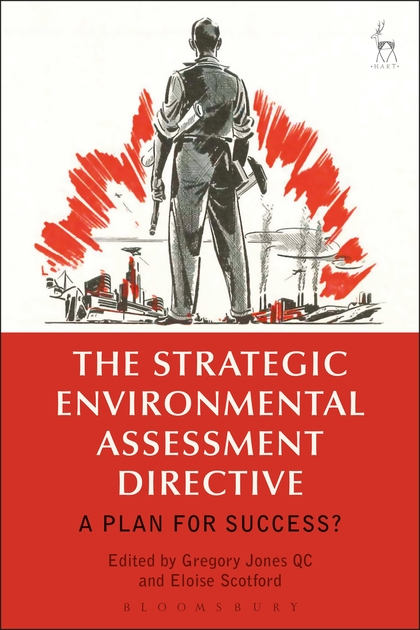 ·HART·
THE STRATEGIC
ENVIRONMENTAL
ASSESSMENT
DIRECTIVE
A PLAN FOR SUCCESS?
Edited by Gregory Jones QC
and Eloise Scotford
BLOOMSBURY